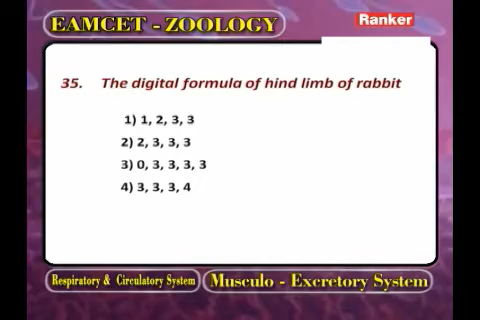 EAMCET - ZOOLOGY
Ranker
35. The digital formula of hind limb of rabbit
1) 1, 2, 3, 3
2) 2, 3, 3, 3
3) 0, 3, 3, 3, 3
4) 3, 3, 3, 4
Respiratory & Circulatory System
Musculo - Excretory System